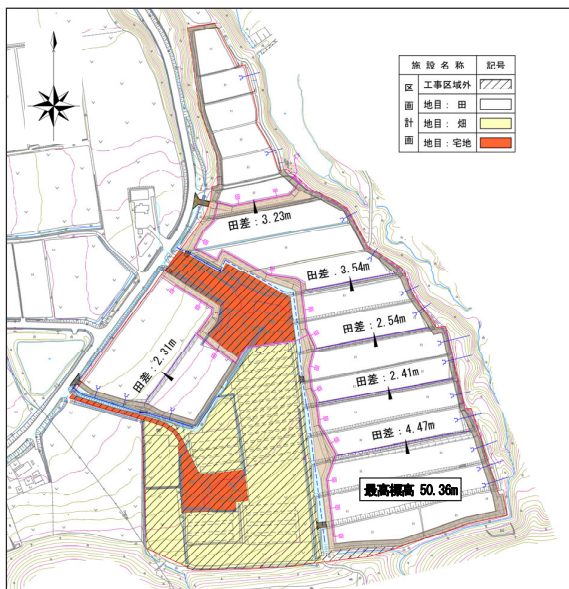 施設名称 記号
区画計画
工事区域外
地目：田
地目：畑
地目：宅地
田差：3.23m
田差：3.54m
田差：2.54m
田差：2.31m
田差：2.41m
田差：4.47m
最高標高 50.36m